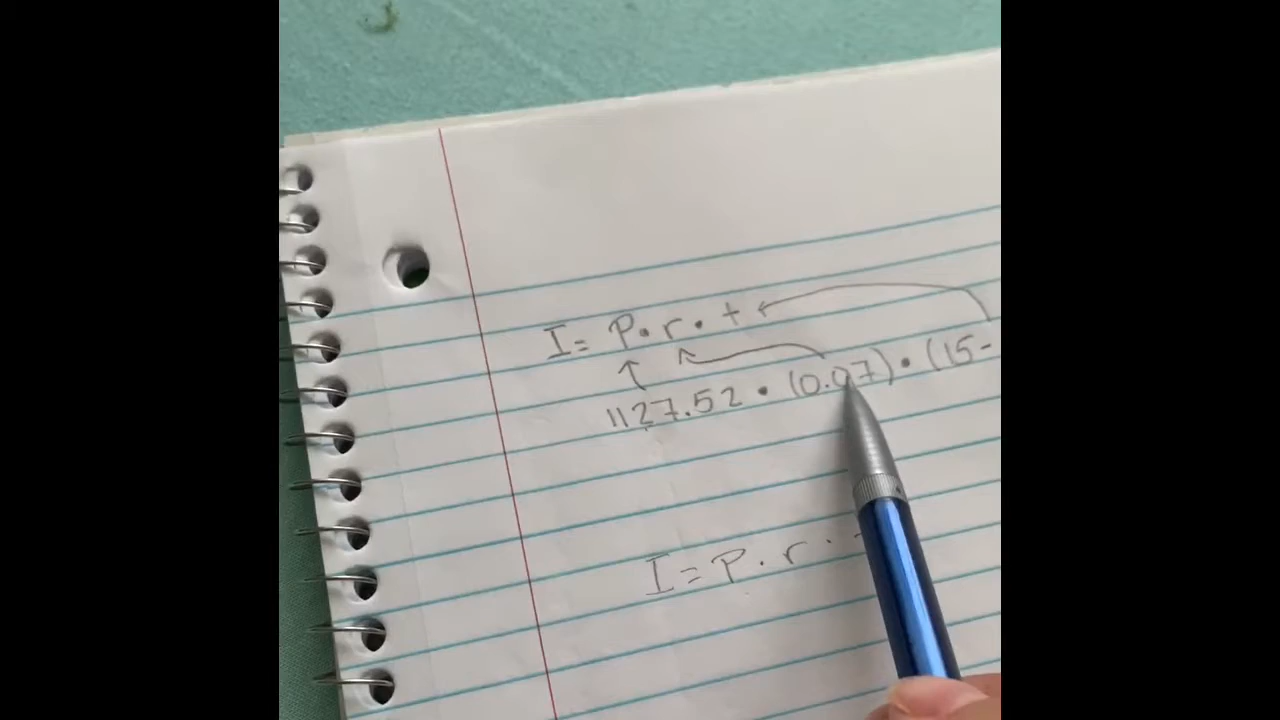 I = P • r • t
1127.52 • (0.07) • (15-
I = P . r .